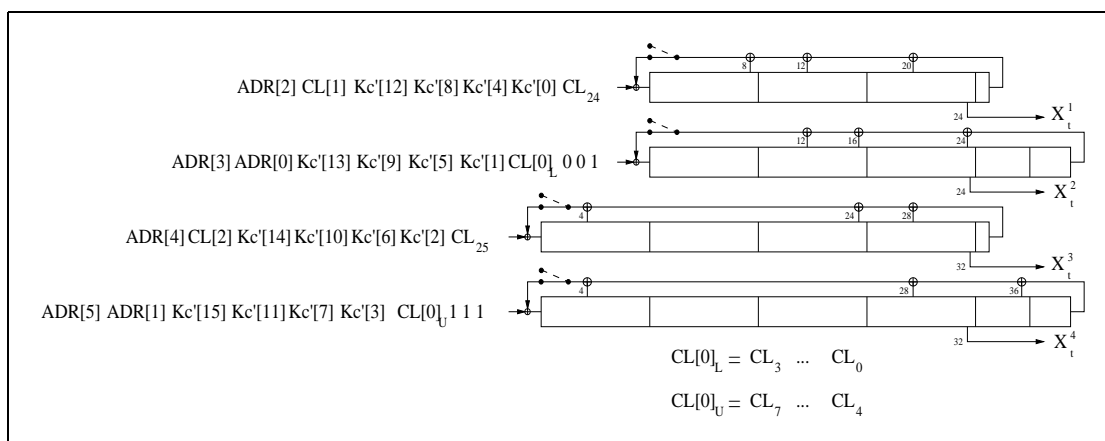 8 12 20
ADR[2] CL[1] Kc'[12] Kc'[8] Kc'[4] Kc'[0] CL24
24 X1t
12 16 24
ADR[3] ADR[0] Kc'[13] Kc'[9] Kc'[5] Kc'[1] CL[0]L 0 0 1
24 X2t
4 24 28
ADR[4] CL[2] Kc'[14] Kc'[10] Kc'[6] Kc'[2] CL25
32 X3t
4 28 36
ADR[5] ADR[1] Kc'[15] Kc'[11] Kc'[7] Kc'[3] CL[0]U 1 1 1
32 X4t
CL[0]L = CL3 ... CL0
CL[0]U = CL7 ... CL4